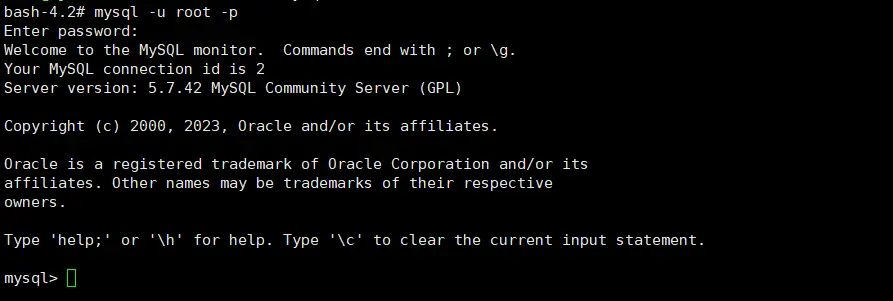 bash-4.2# mysql -u root -p
Enter password:
Welcome to the MySQL monitor.  Commands end with ; or \g.
Your MySQL connection id is 2
Server version: 5.7.42 MySQL Community Server (GPL)
Copyright (c) 2000, 2023, Oracle and/or its affiliates.
Oracle is a registered trademark of Oracle Corporation and/or its
affiliates. Other names may be trademarks of their respective
owners.
Type 'help;' or '\h' for help. Type '\c' to clear the current input statement.
mysql>